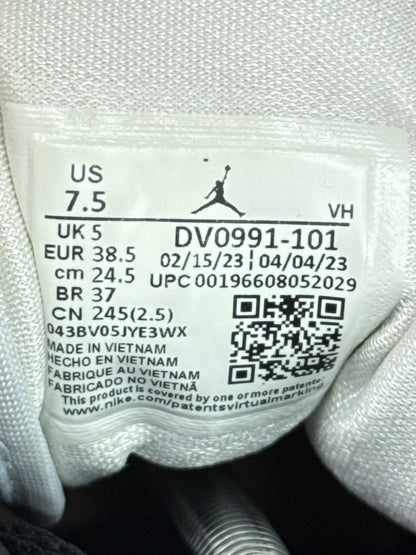 US
7.5
VH
UK 5
EUR 38.5
cm 24.5
BR 37
CN 245(2.5)
DV0991-101
02/15/23 | 04/04/23
UPC 00196608052029
043BV05JYE3WX
MADE IN VIETNAM
HECHO EN VIETNAM
FABRIQUE AU VIETNAM
FABRICADO NO VIETNÃ
This product is covered by one or more patents.
www.nike.com/patentsvirtualmarking